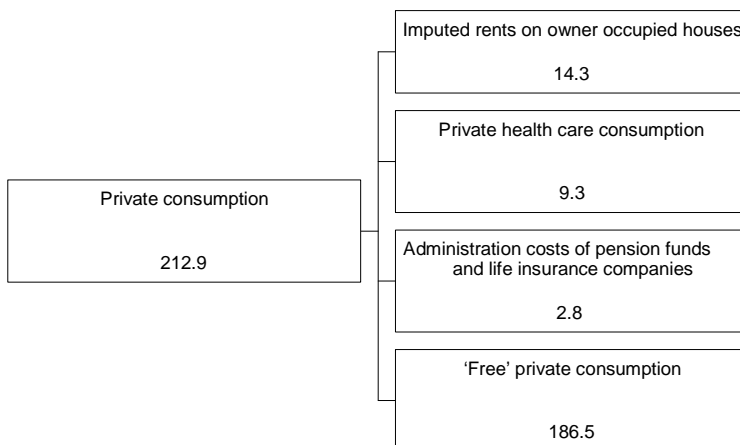 Imputed rents on owner occupied houses
14.3
Private health care consumption
9.3
Private consumption
212.9
Administration costs of pension funds
and life insurance companies
2.8
‘Free’ private consumption
186.5